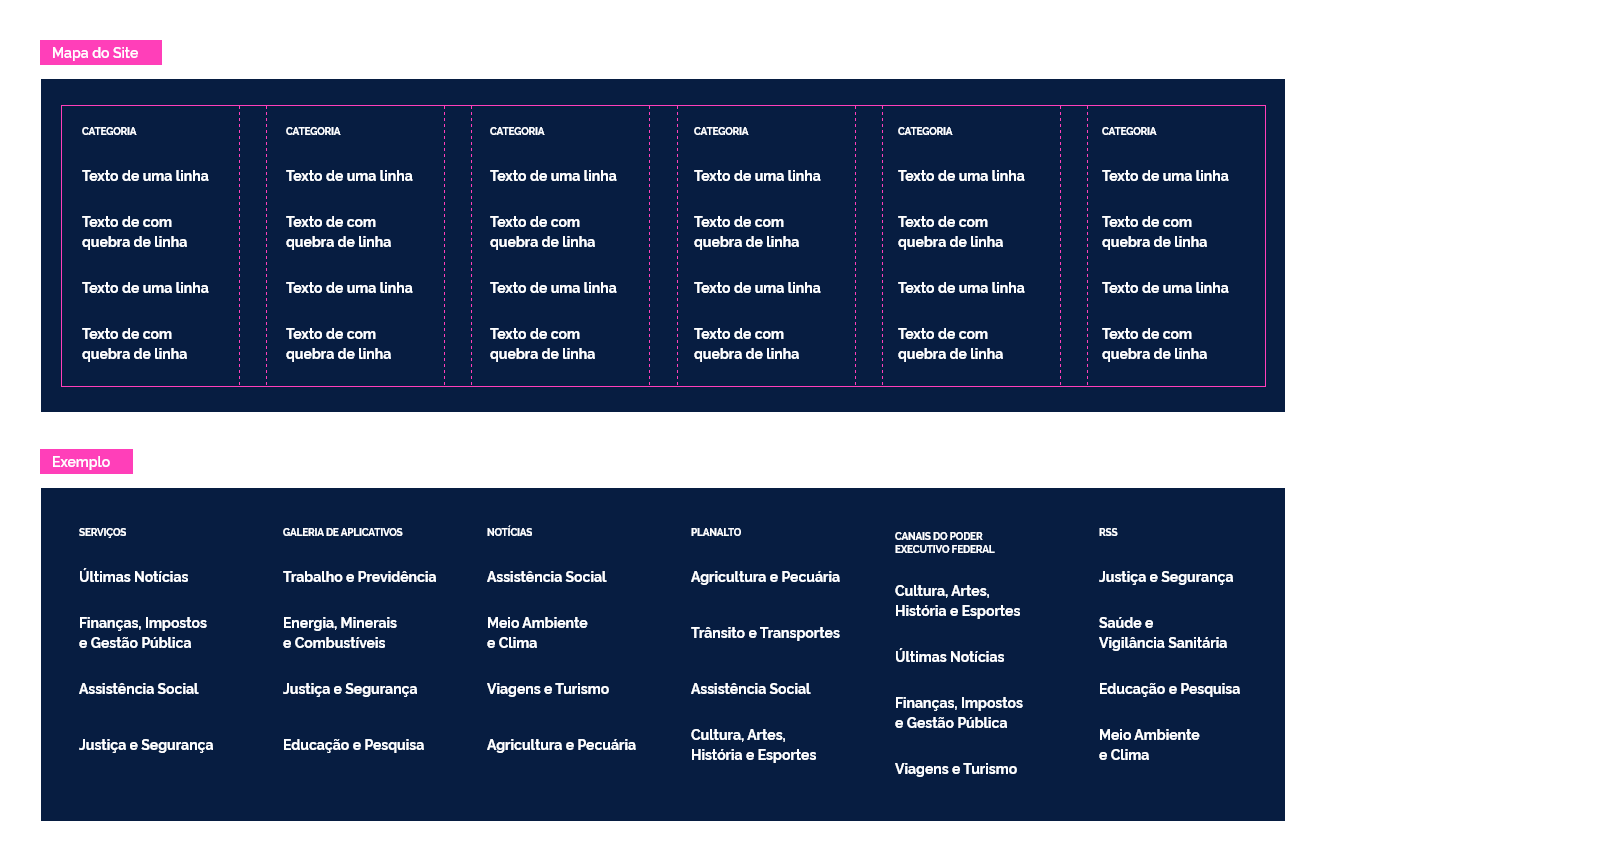 Mapa do Site
CATEGORIA
Texto de uma linha
Texto de com
quebra de linha
Texto de uma linha
Texto de com
quebra de linha
CATEGORIA
Texto de uma linha
Texto de com
quebra de linha
Texto de uma linha
Texto de com
quebra de linha
CATEGORIA
Texto de uma linha
Texto de com
quebra de linha
Texto de uma linha
Texto de com
quebra de linha
CATEGORIA
Texto de uma linha
Texto de com
quebra de linha
Texto de uma linha
Texto de com
quebra de linha
CATEGORIA
Texto de uma linha
Texto de com
quebra de linha
Texto de uma linha
Texto de com
quebra de linha
CATEGORIA
Texto de uma linha
Texto de com
quebra de linha
Texto de uma linha
Texto de com
quebra de linha
Exemplo
SERVIÇOS
Últimas Notícias
Finanças, Impostos
e Gestão Pública
Assistência Social
Justiça e Segurança
GALERIA DE APLICATIVOS
Trabalho e Previdência
Energia, Minerais
e Combustíveis
Justiça e Segurança
Educação e Pesquisa
NOTÍCIAS
Assistência Social
Meio Ambiente
e Clima
Viagens e Turismo
Agricultura e Pecuária
PLANALTO
Agricultura e Pecuária
Trânsito e Transportes
Assistência Social
Cultura, Artes,
História e Esportes
CANAIS DO PODER
EXECUTIVO FEDERAL
Cultura, Artes,
História e Esportes
Últimas Notícias
Finanças, Impostos
e Gestão Pública
Viagens e Turismo
RSS
Justiça e Segurança
Saúde e
Vigilância Sanitária
Educação e Pesquisa
Meio Ambiente
e Clima